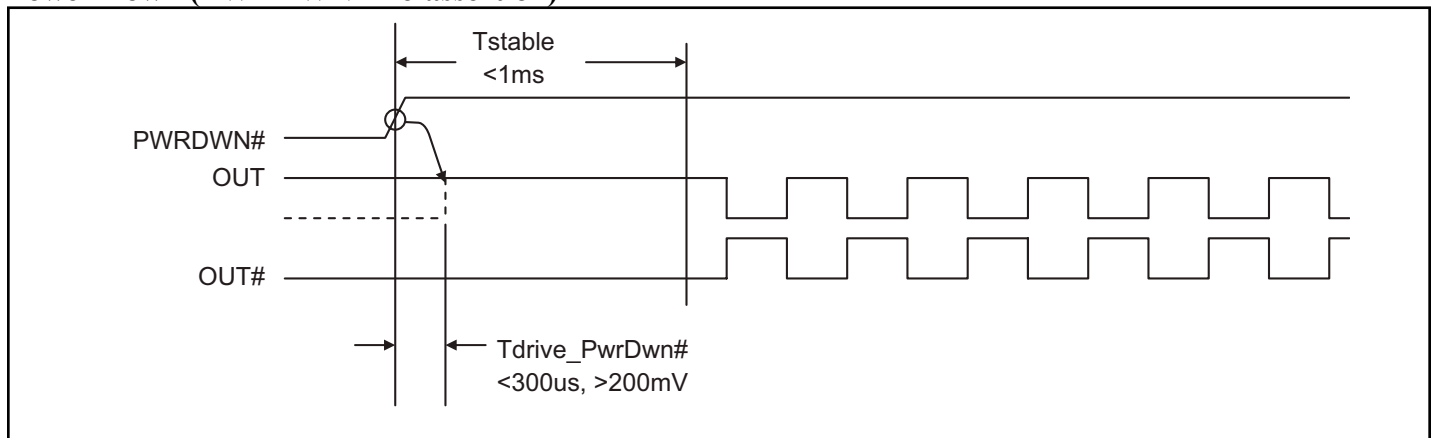 Tstable
<1ms
PWRDWN#
OUT
OUT#
Tdrive_PwrDwn#
<300us, >200mV